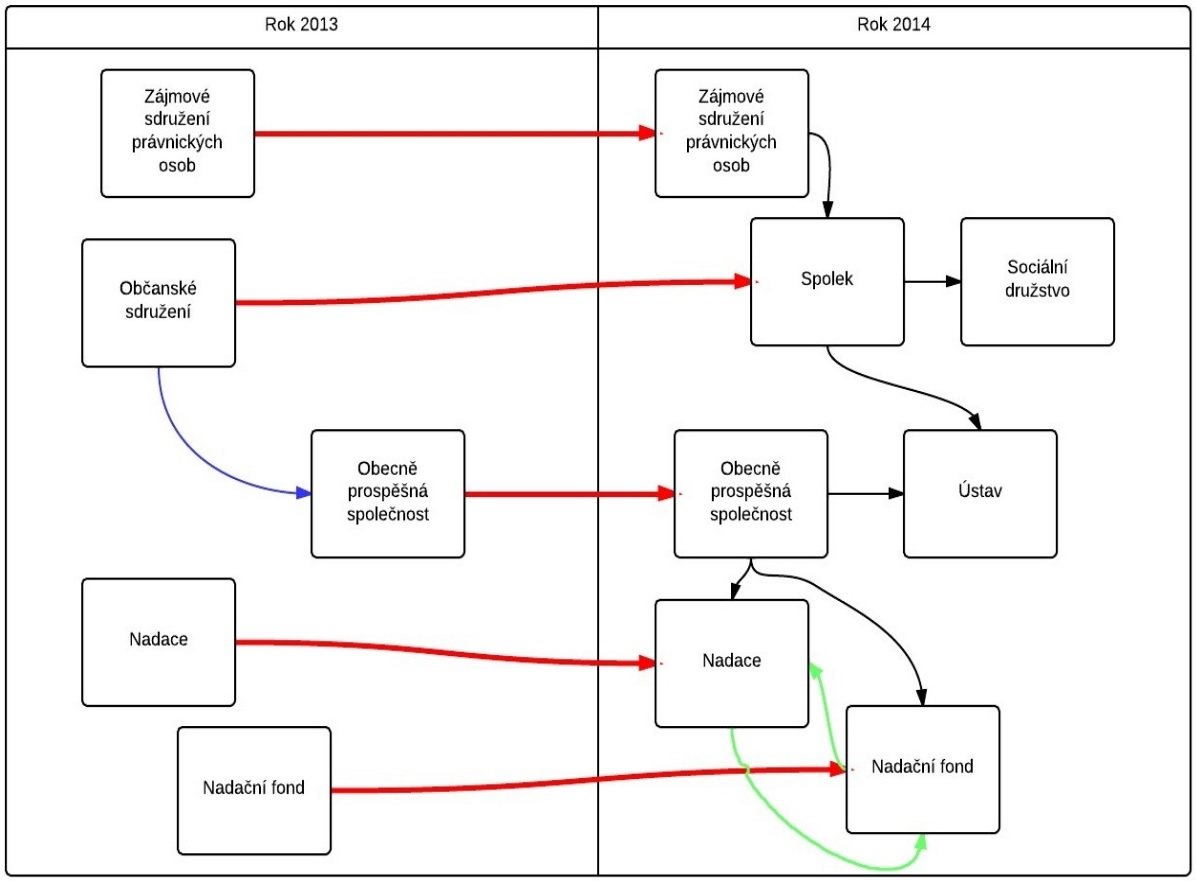 Rok 2013
Rok 2014
Zájmové
sdružení
právnických
osob
Zájmové
sdružení
právnických
osob
Občanské
sdružení
Spolek
Sociální
družstvo
Obecně
prospěšná
společnost
Obecně
prospěšná
společnost
Ústav
Nadace
Nadace
Nadační fond
Nadační fond